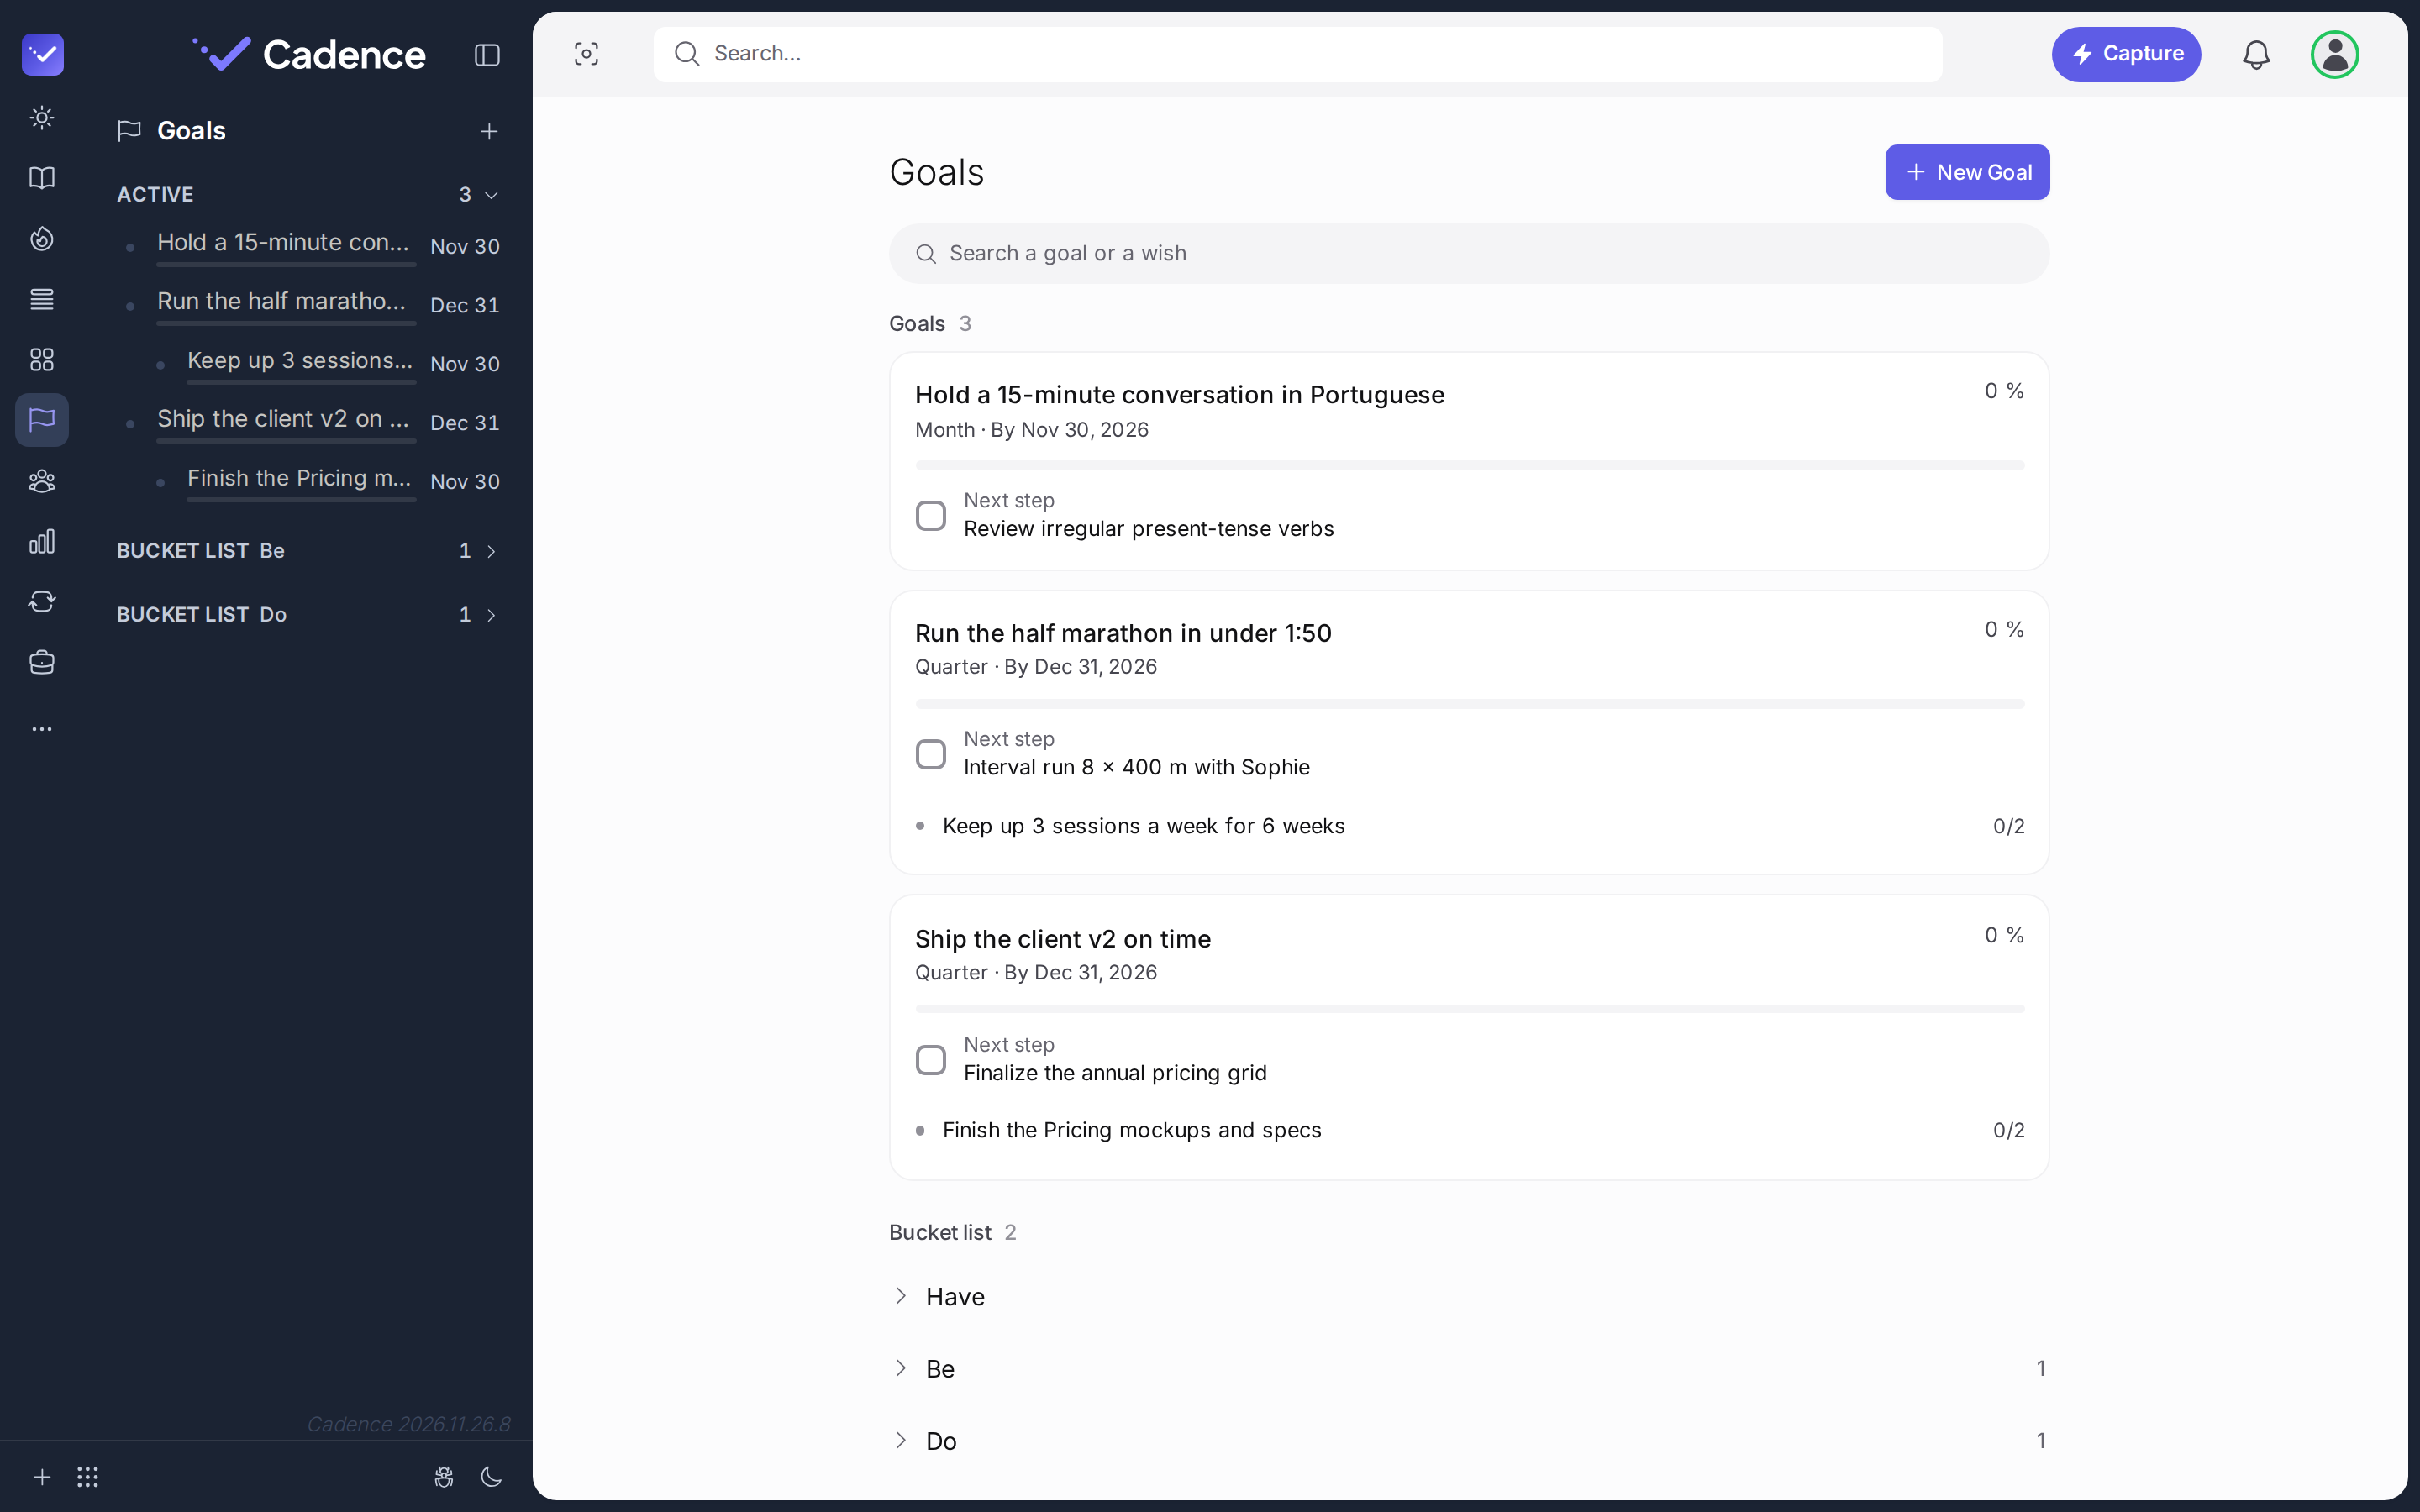 Cadence
Goals
ACTIVE 3
Hold a 15-minute con... Nov 30
Run the half maratho... Dec 31
Keep up 3 sessions... Nov 30
Ship the client v2 on ... Dec 31
Finish the Pricing m... Nov 30
BUCKET LIST Be 1
BUCKET LIST Do 1
Cadence 2026.11.26.8
Search...
Capture
Goals
New Goal
Search a goal or a wish
Goals 3
Hold a 15-minute conversation in Portuguese 0 %
Month · By Nov 30, 2026
Next step
Review irregular present-tense verbs
Run the half marathon in under 1:50 0 %
Quarter · By Dec 31, 2026
Next step
Interval run 8 × 400 m with Sophie
Keep up 3 sessions a week for 6 weeks 0/2
Ship the client v2 on time 0 %
Quarter · By Dec 31, 2026
Next step
Finalize the annual pricing grid
Finish the Pricing mockups and specs 0/2
Bucket list 2
Have
Be 1
Do 1